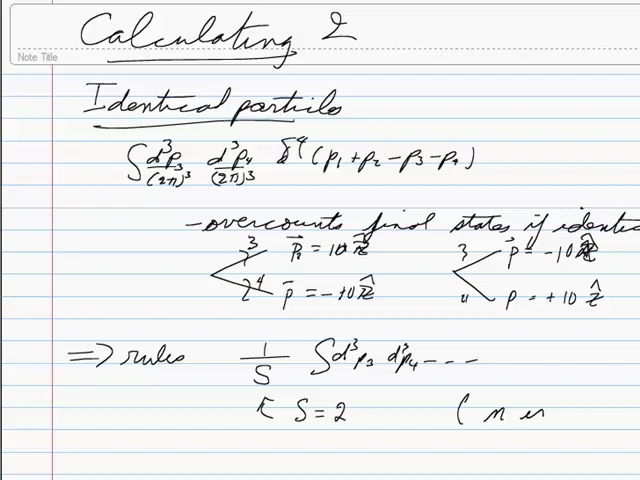 Calculating 2
Note Title
Identical particles
∫ d³p₃/(2π)³ d³p₄/(2π)³ δ⁴(p₁+p₂-p₃-p₄)
- overcounts final states if identic
3 p = 10 ẑ 3 p = -10 ẑ
4 p = -10 ẑ 4 p = +10 ẑ
⇒ rules 1/S ∫ d³p₃ d³p₄ ---
S = 2 ( n